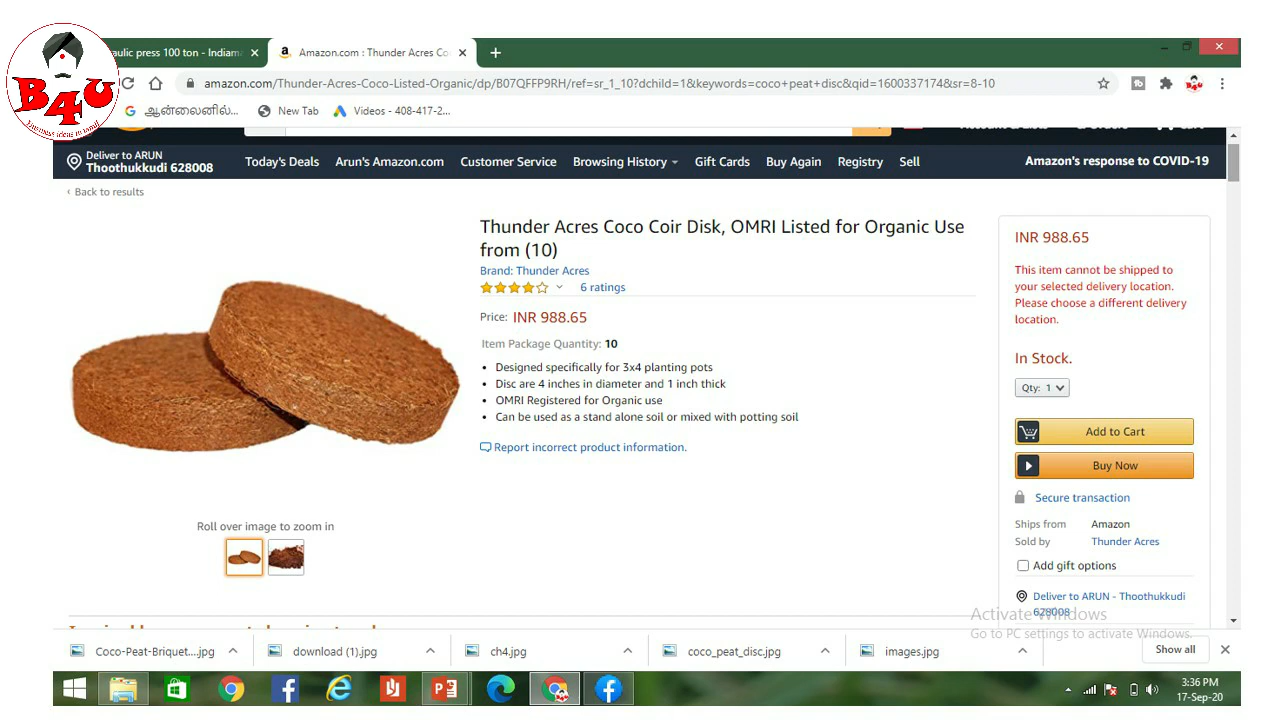 B4U
Business ideas in tamil
aulic press 100 ton - Indiam
Amazon.com : Thunder Acres Co
amazon.com/Thunder-Acres-Coco-Listed-Organic/dp/B07QFFP9RH/ref=sr_1_10?dchild=1&keywords=coco+peat+disc&qid=1600337174&sr=8-10
ஆன்லைனில்...
New Tab
Videos - 408-417-2...
Deliver to ARUN
Thoothukkudi 628008
Today's Deals
Arun's Amazon.com
Customer Service
Browsing History
Gift Cards
Buy Again
Registry
Sell
Amazon's response to COVID-19
‹ Back to results
Thunder Acres Coco Coir Disk, OMRI Listed for Organic Use
from (10)
Brand: Thunder Acres
6 ratings
Price: INR 988.65
Item Package Quantity: 10
• Designed specifically for 3x4 planting pots
• Disc are 4 inches in diameter and 1 inch thick
• OMRI Registered for Organic use
• Can be used as a stand alone soil or mixed with potting soil
Report incorrect product information.
Roll over image to zoom in
INR 988.65
This item cannot be shipped to
your selected delivery location.
Please choose a different delivery
location.
In Stock.
Qty: 1
Add to Cart
Buy Now
Secure transaction
Ships from Amazon
Sold by Thunder Acres
Add gift options
Deliver to ARUN - Thoothukkudi
628008
Activate Windows
Go to PC settings to activate Windows.
Coco-Peat-Briquet....jpg
download (1).jpg
ch4.jpg
coco_peat_disc.jpg
images.jpg
Show all
3:36 PM
17-Sep-20